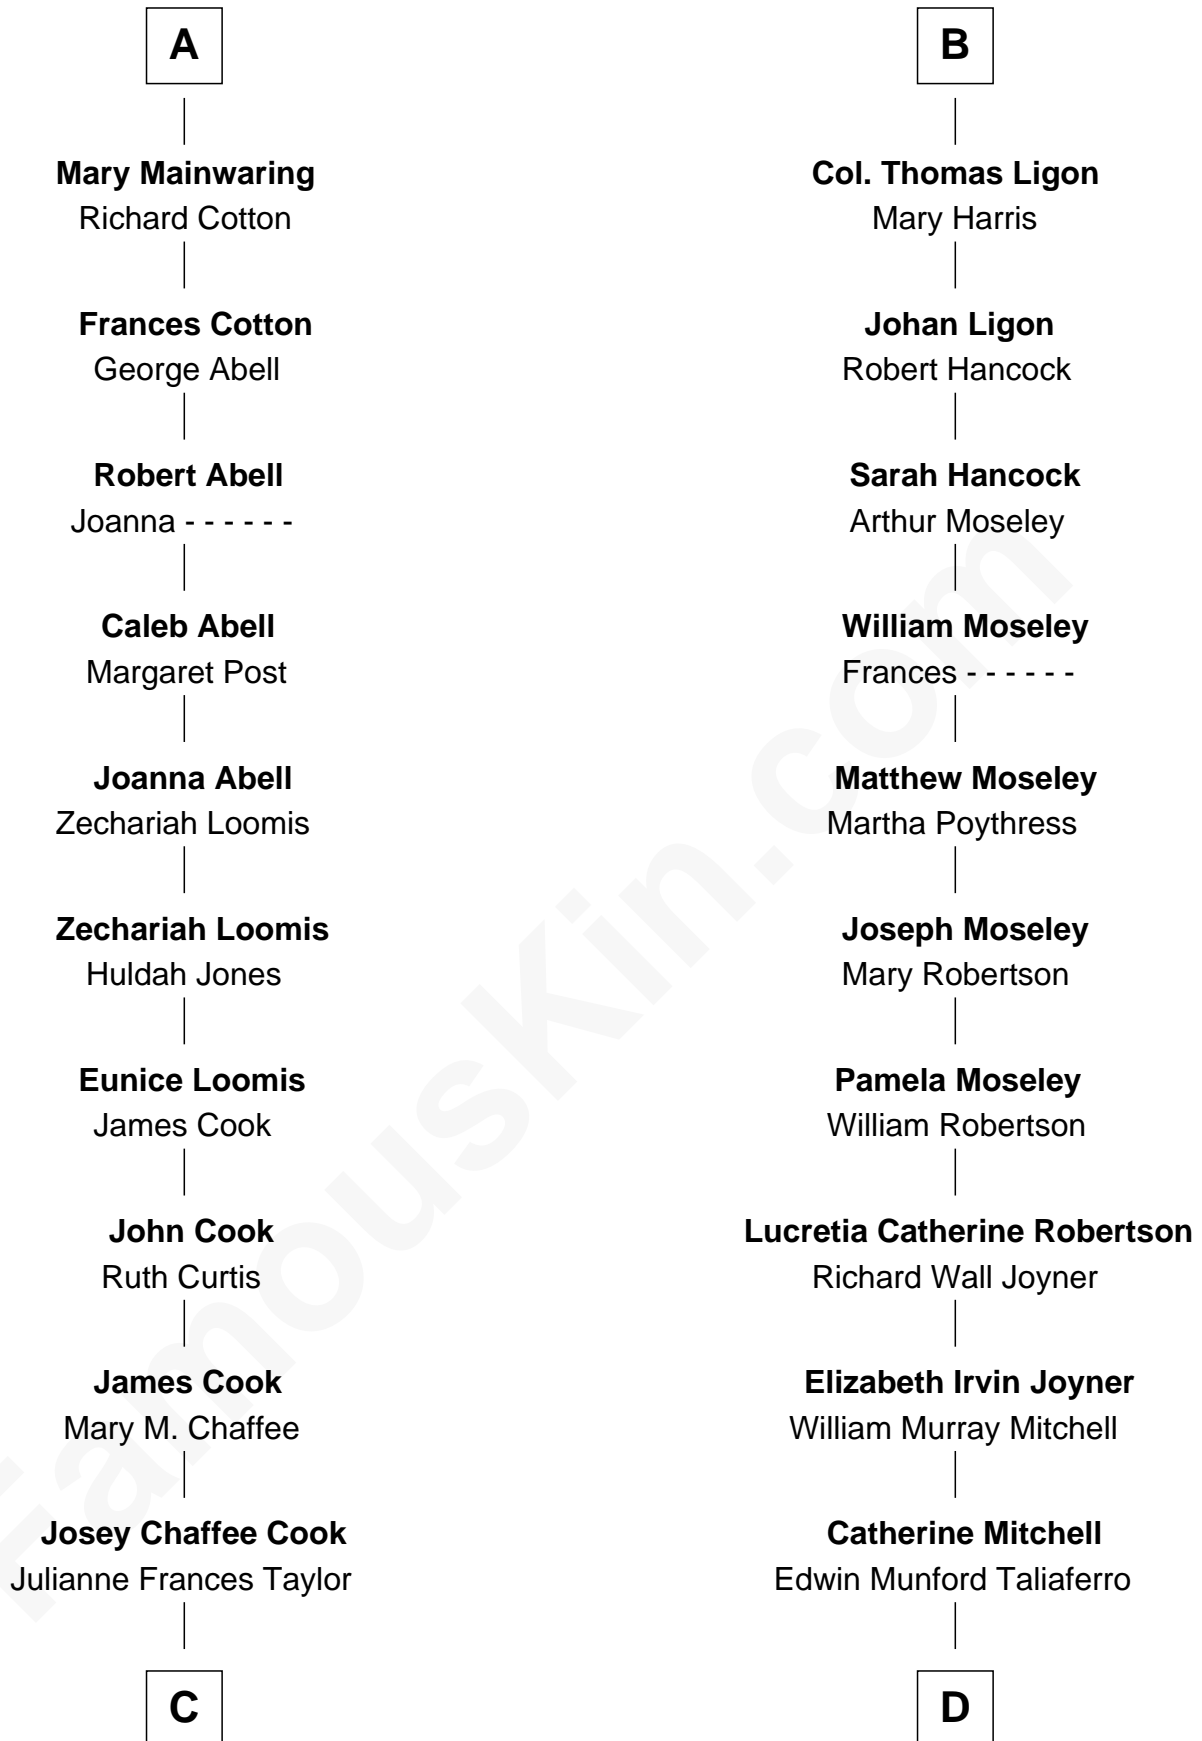 A
Mary Mainwaring
Richard Cotton
Frances Cotton
George Abell
Robert Abell
Joanna - - - - - -
Caleb Abell
Margaret Post
Joanna Abell
Zechariah Loomis
Zechariah Loomis
Huldah Jones
Eunice Loomis
James Cook
John Cook
Ruth Curtis
James Cook
Mary M. Chaffee
Josey Chaffee Cook
Julianne Frances Taylor
C
B
Col. Thomas Ligon
Mary Harris
Johan Ligon
Robert Hancock
Sarah Hancock
Arthur Moseley
William Moseley
Frances - - - - - -
Matthew Moseley
Martha Poythress
Joseph Moseley
Mary Robertson
Pamela Moseley
William Robertson
Lucretia Catherine Robertson
Richard Wall Joyner
Elizabeth Irvin Joyner
William Murray Mitchell
Catherine Mitchell
Edwin Munford Taliaferro
D
FamousKin.com